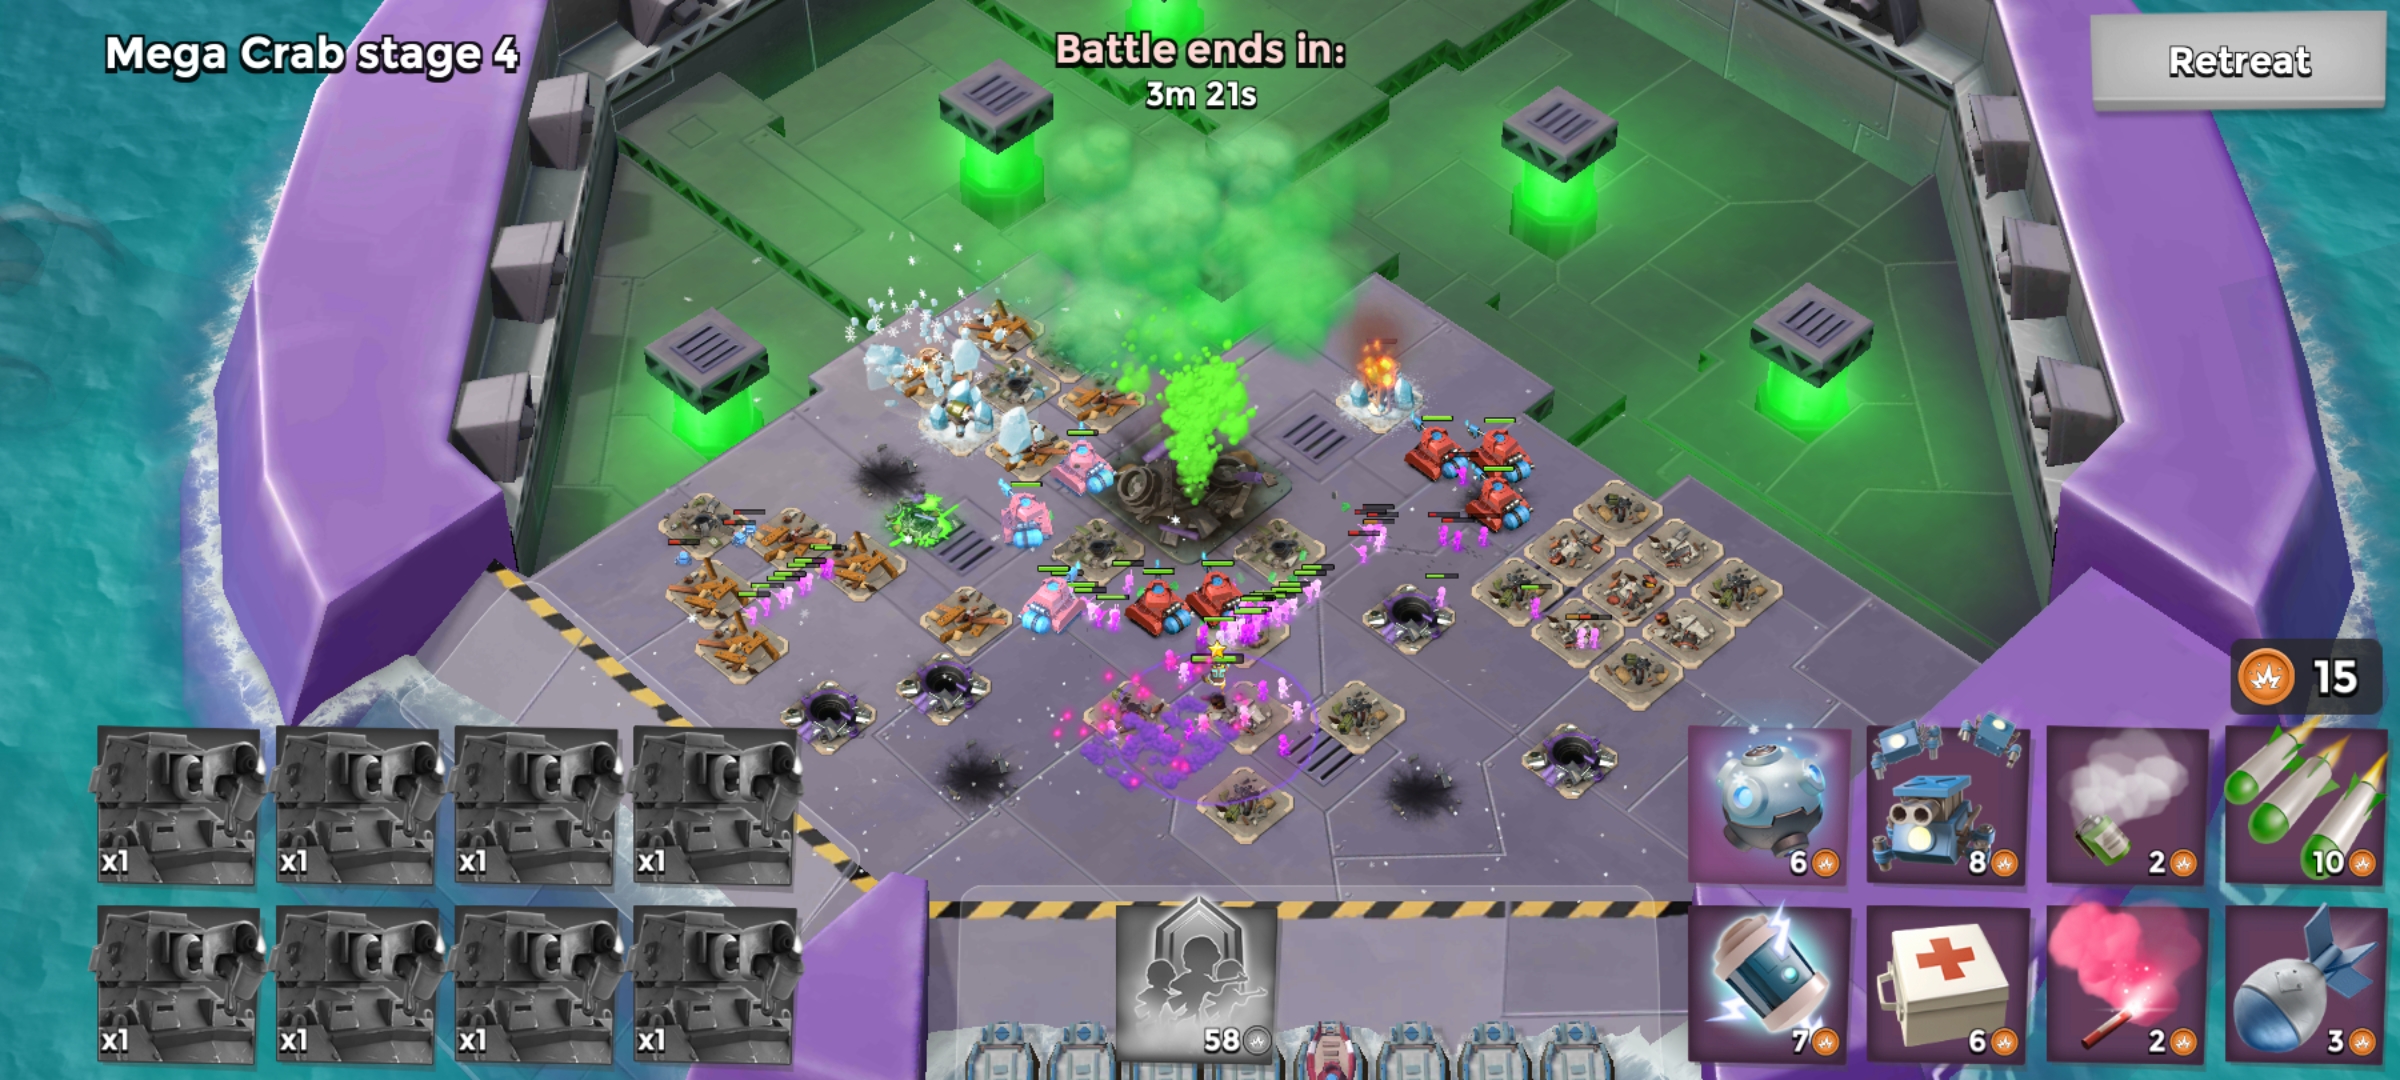 Mega Crab stage 4
Battle ends in:
3m 21s
Retreat
15
x1
x1
x1
x1
6
8
2
10
x1
x1
x1
x1
58
7
6
2
3